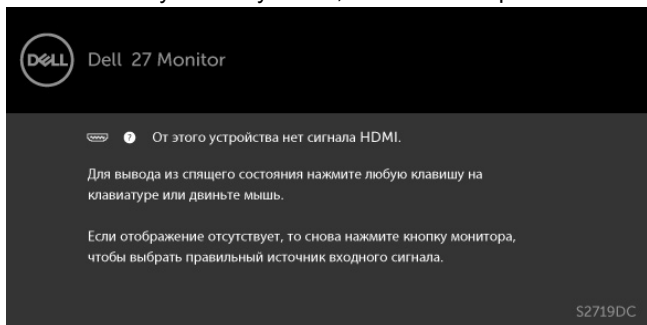 DELL
Dell 27 Monitor
? От этого устройства нет сигнала HDMI.
Для вывода из спящего состояния нажмите любую клавишу на
клавиатуре или двиньте мышь.
Если отображение отсутствует, то снова нажмите кнопку монитора,
чтобы выбрать правильный источник входного сигнала.
S2719DC